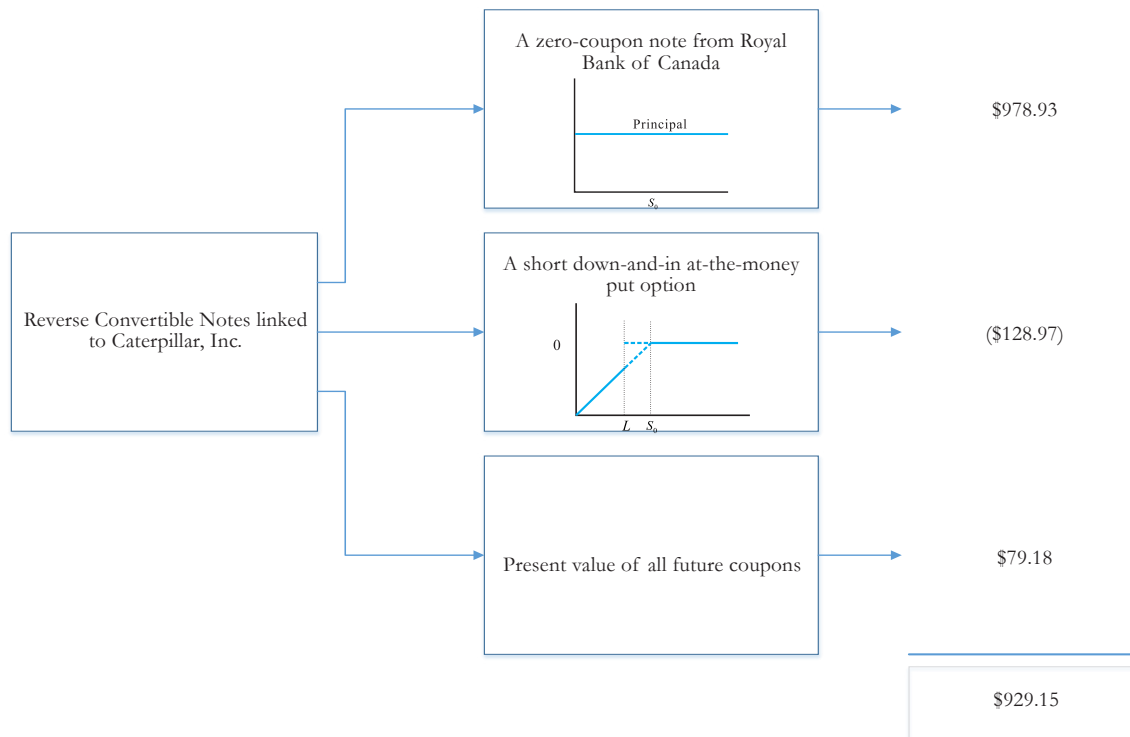 A zero-coupon note from Royal
Bank of Canada
Principal
S₀
$978.93
Reverse Convertible Notes linked
to Caterpillar, Inc.
A short down-and-in at-the-money
put option
0
L S₀
($128.97)
Present value of all future coupons
$79.18
$929.15